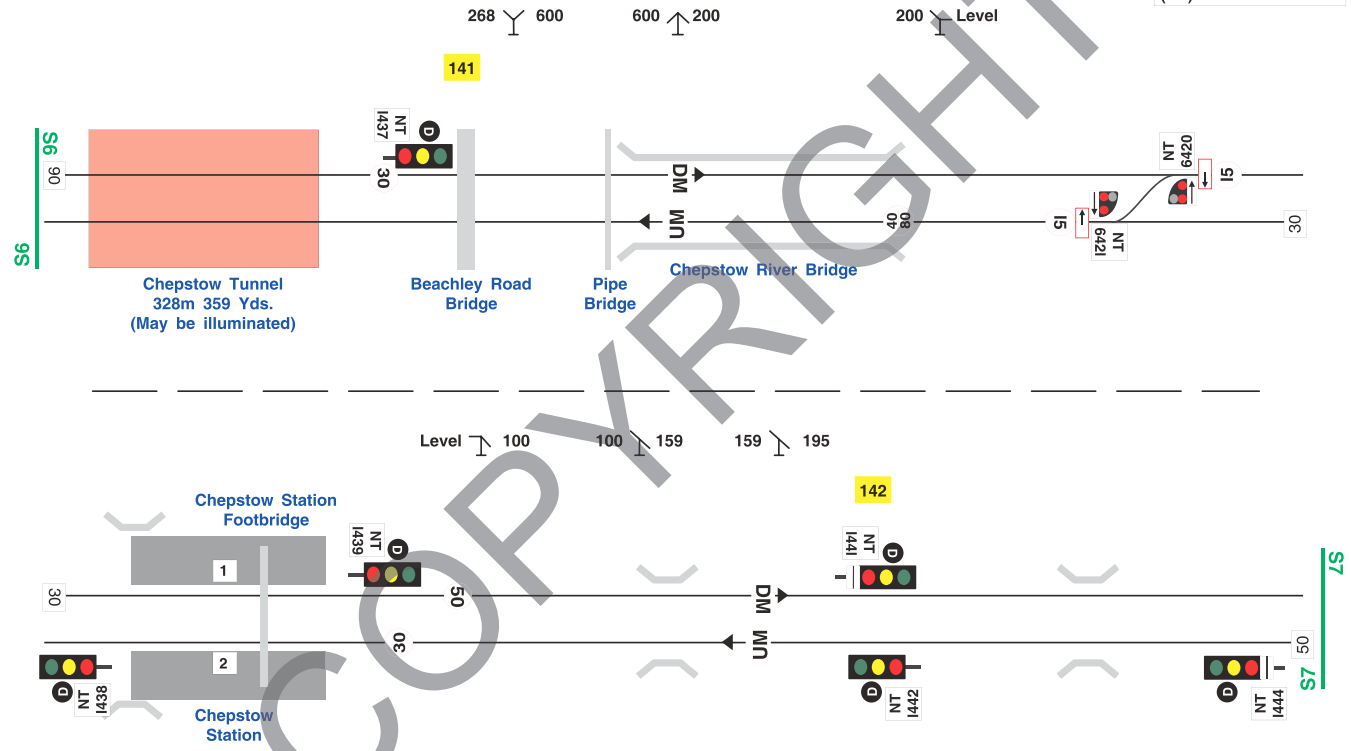 268 600
600 200
200 Level
141
NT
I437
D
S6
90
30
DM
NT
6420
I5
UM
40
80
I5
NT
642I
30
S6
Chepstow Tunnel
328m 359 Yds.
(May be illuminated)
Beachley Road
Bridge
Pipe
Bridge
Chepstow River Bridge
Level 100
100 159
159 195
142
Chepstow Station
Footbridge
NT
I439
D
NT
I44I
D
1
S7
30
50
DM
30
UM
50
2
S7
D
NT
I438
D
NT
I442
D
NT
I444
Chepstow
Station
COPYRIGHT